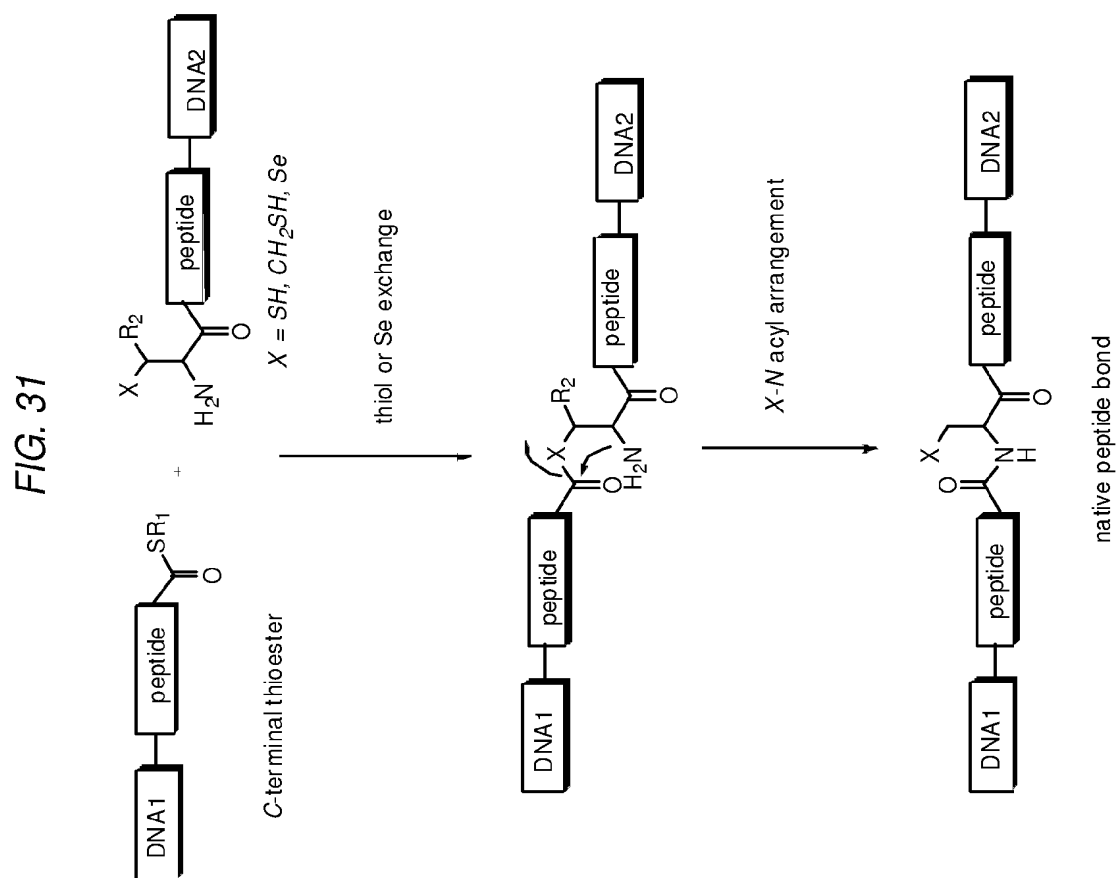 FIG. 31
DNA1
peptide
SR1
O
C-terminal thioester
+
X
R2
H2N
O
peptide
DNA2
X = SH, CH2SH, Se
thiol or Se exchange
DNA1
peptide
O
X
R2
H2N
O
peptide
DNA2
X-N acyl arrangement
DNA1
peptide
O
X
N
H
O
peptide
DNA2
native peptide bond